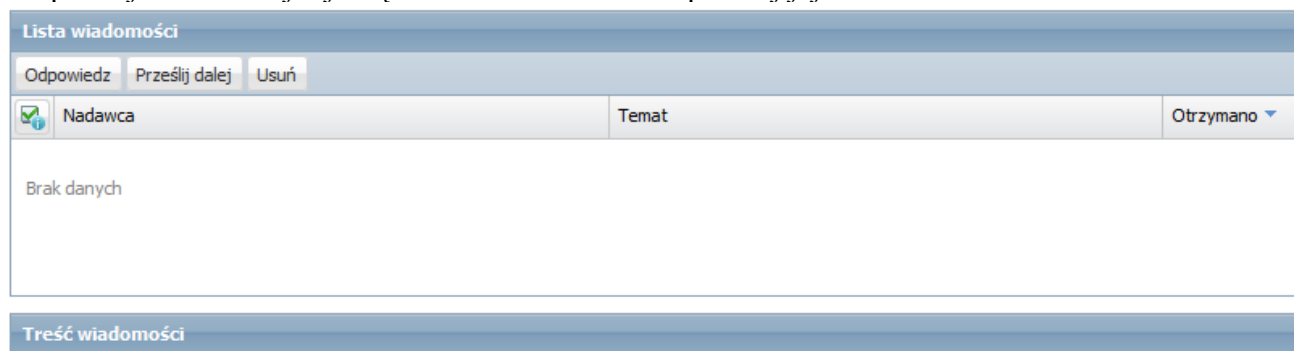 Lista wiadomości
Odpowiedz Prześlij dalej Usuń
Nadawca Temat Otrzymano
Brak danych
Treść wiadomości